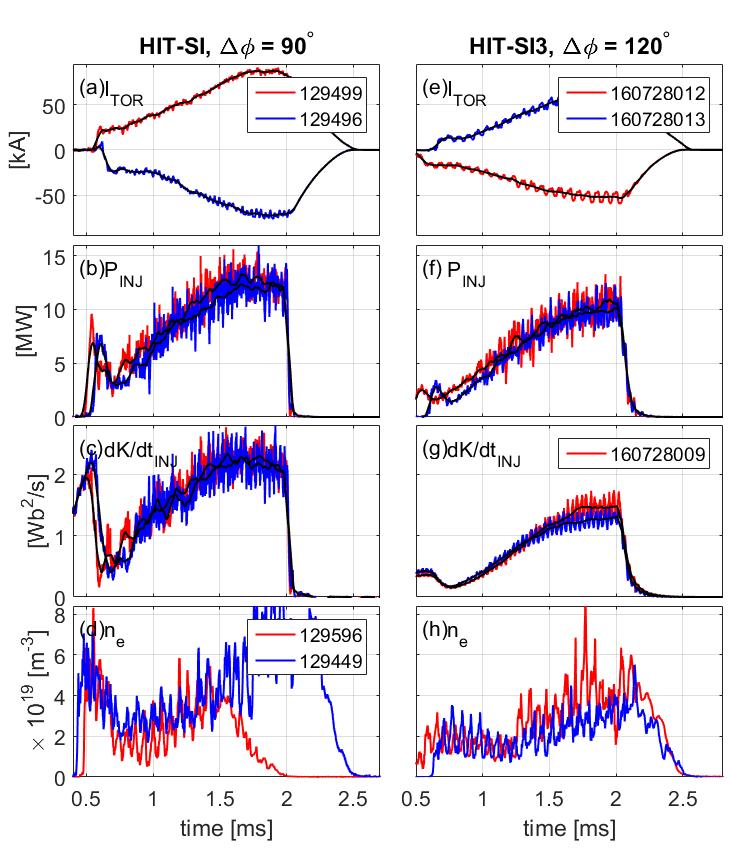 HIT-SI, Δϕ = 90°
HIT-SI3, Δϕ = 120°
(a)I_TOR
129499
129496
[kA]
50
0
-50
(e)I_TOR
160728012
160728013
(b)P_INJ
[MW]
15
10
5
0
(f) P_INJ
(c)dK/dt_INJ
[Wb²/s]
2
1
0
(g)dK/dt_INJ
160728009
(d)n_e
129596
129449
× 10¹⁹ [m⁻³]
8
6
4
2
0
(h)n_e
0.5 1 1.5 2 2.5
0.5 1 1.5 2 2.5
time [ms]
time [ms]